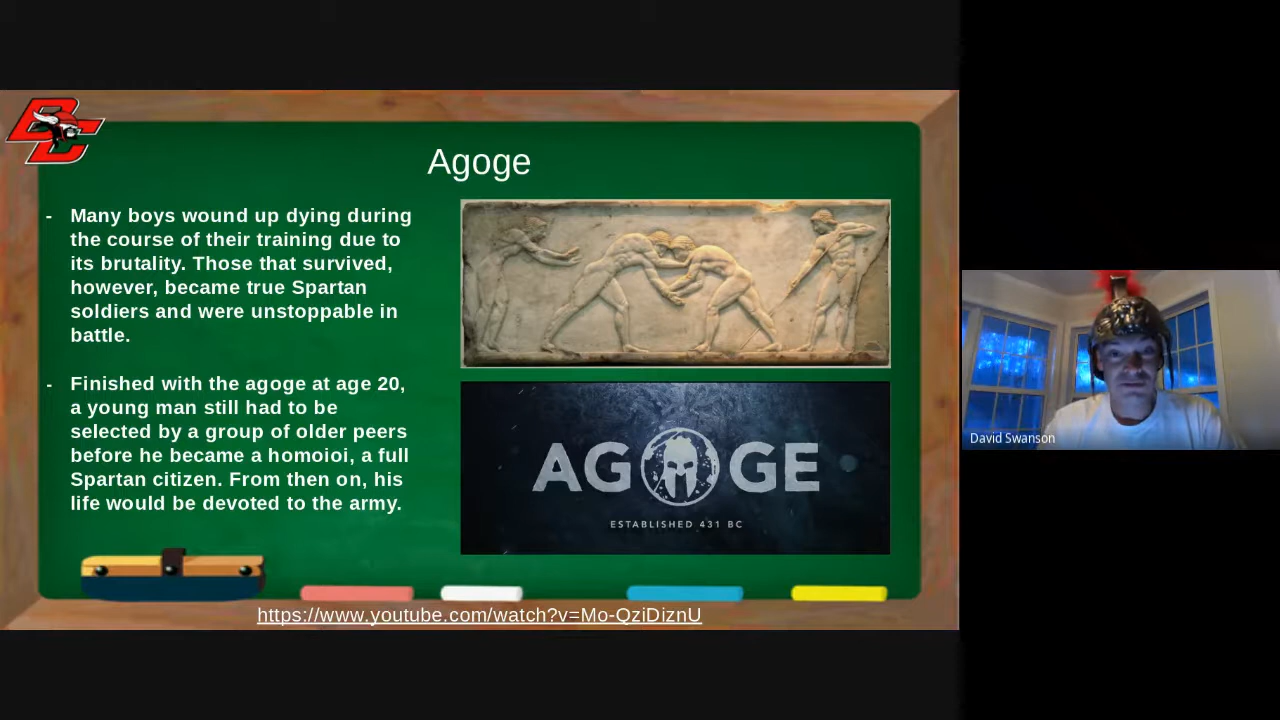 BC
Agoge
- Many boys wound up dying during
the course of their training due to
its brutality. Those that survived,
however, became true Spartan
soldiers and were unstoppable in
battle.
- Finished with the agoge at age 20,
a young man still had to be
selected by a group of older peers
before he became a homoioi, a full
Spartan citizen. From then on, his
life would be devoted to the army.
AGOGE
ESTABLISHED 431 BC
https://www.youtube.com/watch?v=Mo-QziDiznU
David Swanson